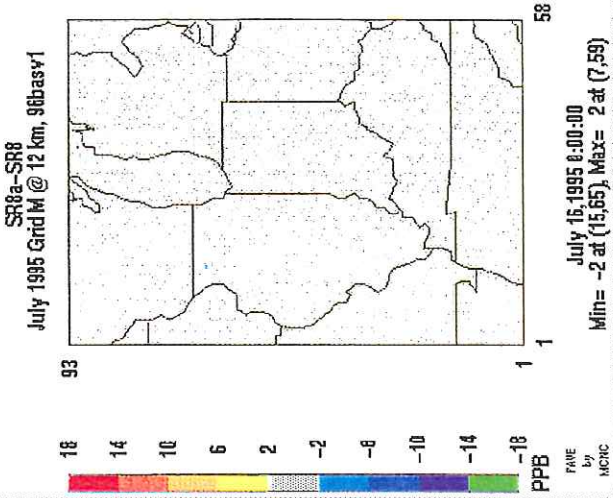 SR8a-SR8
July 1995 Grid M @ 12 km, 96basv1
18
14
10
6
2
-2
-6
-10
-14
-18
PPB
PAVE
by
MCNC
93
1
1
58
July 16,1995 0:00:00
Min= -2 at (15,65), Max= 2 at (7,59)